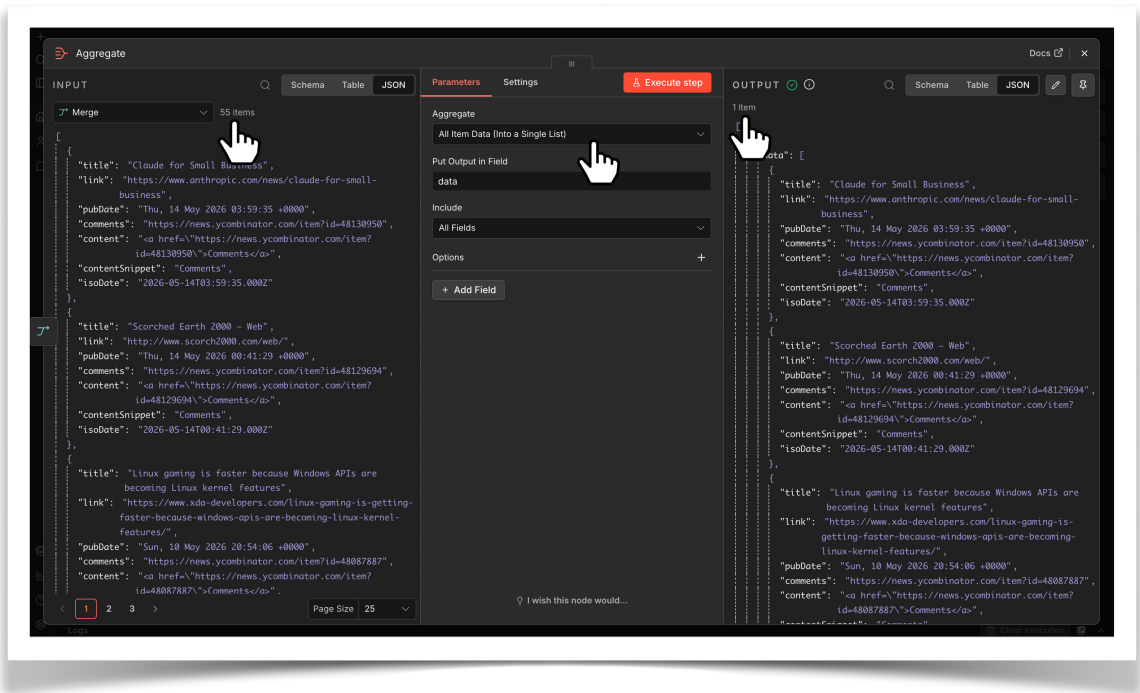 Aggregate
Docs
INPUT
Schema Table JSON
Merge
55 items
[
{
"title": "Claude for Small Business",
"link": "https://www.anthropic.com/news/claude-for-small-
business",
"pubDate": "Thu, 14 May 2026 03:59:35 +0000",
"comments": "https://news.ycombinator.com/item?id=48130950",
"content": "<a href=\"https://news.ycombinator.com/item?
id=48130950\">Comments</a>",
"contentSnippet": "Comments",
"isoDate": "2026-05-14T03:59:35.000Z"
},
{
"title": "Scorched Earth 2000 – Web",
"link": "http://www.scorch2000.com/web/",
"pubDate": "Thu, 14 May 2026 00:41:29 +0000",
"comments": "https://news.ycombinator.com/item?id=48129694",
"content": "<a href=\"https://news.ycombinator.com/item?
id=48129694\">Comments</a>",
"contentSnippet": "Comments",
"isoDate": "2026-05-14T00:41:29.000Z"
},
{
"title": "Linux gaming is faster because Windows APIs are
becoming Linux kernel features",
"link": "https://www.xda-developers.com/linux-gaming-is-getting-
faster-because-windows-apis-are-becoming-linux-kernel-
features/",
"pubDate": "Sun, 10 May 2026 20:54:06 +0000",
"comments": "https://news.ycombinator.com/item?id=48087887",
"content": "<a href=\"https://news.ycombinator.com/item?
id=48087887\">Comments</a>",
1 2 3
Page Size 25
Parameters Settings
Execute step
Aggregate
All Item Data (Into a Single List)
Put Output in Field
data
Include
All Fields
Options
+ Add Field
I wish this node would...
OUTPUT
Schema Table JSON
1 item
[
data": [
{
"title": "Claude for Small Business",
"link": "https://www.anthropic.com/news/claude-for-small-
business",
"pubDate": "Thu, 14 May 2026 03:59:35 +0000",
"comments": "https://news.ycombinator.com/item?id=48130950",
"content": "<a href=\"https://news.ycombinator.com/item?
id=48130950\">Comments</a>",
"contentSnippet": "Comments",
"isoDate": "2026-05-14T03:59:35.000Z"
},
{
"title": "Scorched Earth 2000 – Web",
"link": "http://www.scorch2000.com/web/",
"pubDate": "Thu, 14 May 2026 00:41:29 +0000",
"comments": "https://news.ycombinator.com/item?id=48129694",
"content": "<a href=\"https://news.ycombinator.com/item?
id=48129694\">Comments</a>",
"contentSnippet": "Comments",
"isoDate": "2026-05-14T00:41:29.000Z"
},
{
"title": "Linux gaming is faster because Windows APIs are
becoming Linux kernel features",
"link": "https://www.xda-developers.com/linux-gaming-is-
getting-faster-because-windows-apis-are-becoming-
linux-kernel-features/",
"pubDate": "Sun, 10 May 2026 20:54:06 +0000",
"comments": "https://news.ycombinator.com/item?id=48087887",
"content": "<a href=\"https://news.ycombinator.com/item?
id=48087887\">Comments</a>",
"contentSnippet": "Comments",
Logs
Clear execution